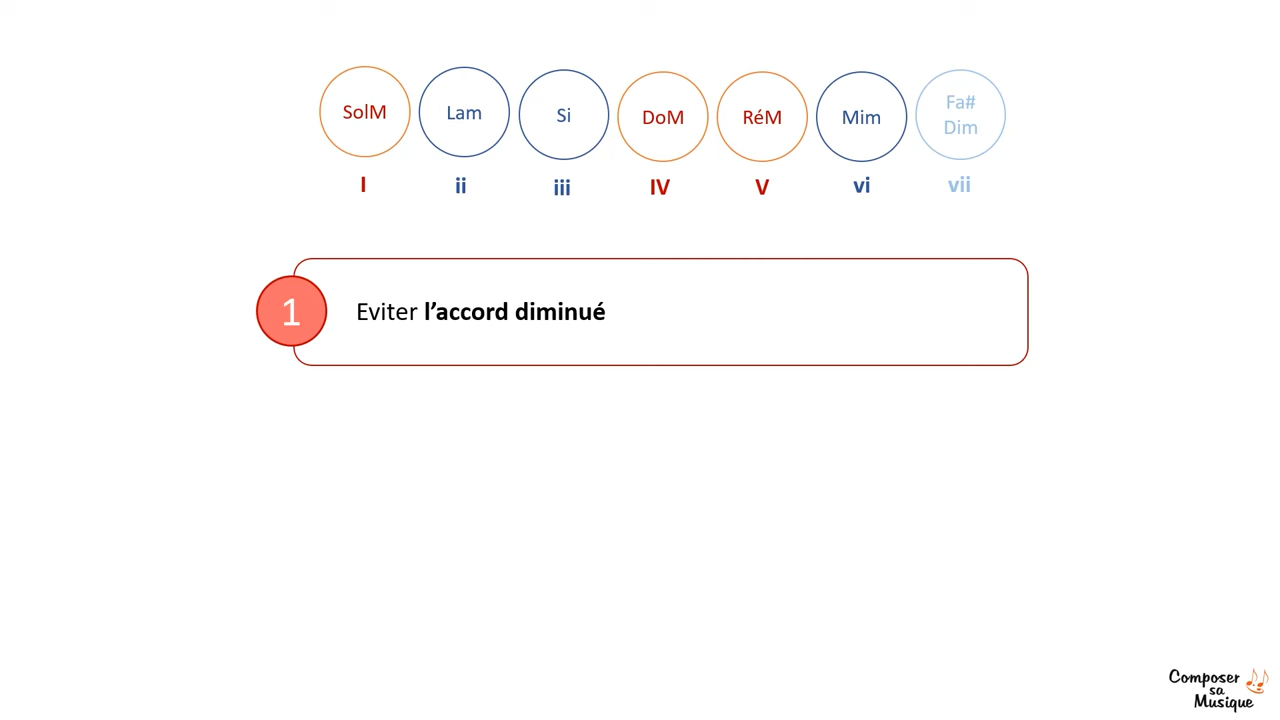 SolM Lam Si DoM RéM Mim Fa#
Dim
I ii iii IV V vi vii
1 Eviter l’accord diminué
Composer
sa
Musique